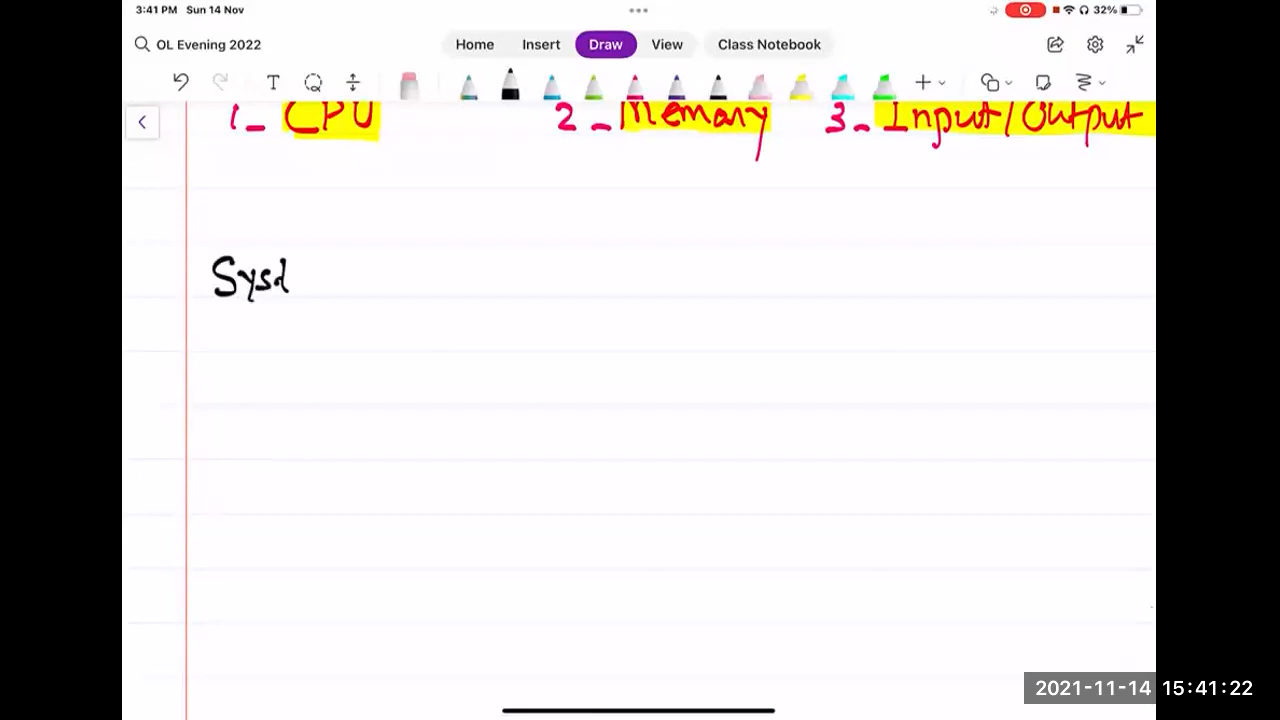 3:41 PM Sun 14 Nov
32%
OL Evening 2022
Home Insert Draw View Class Notebook
T
1_ CPU 2_ Memory 3_ Input/Output
Sysd
2021-11-14 15:41:22